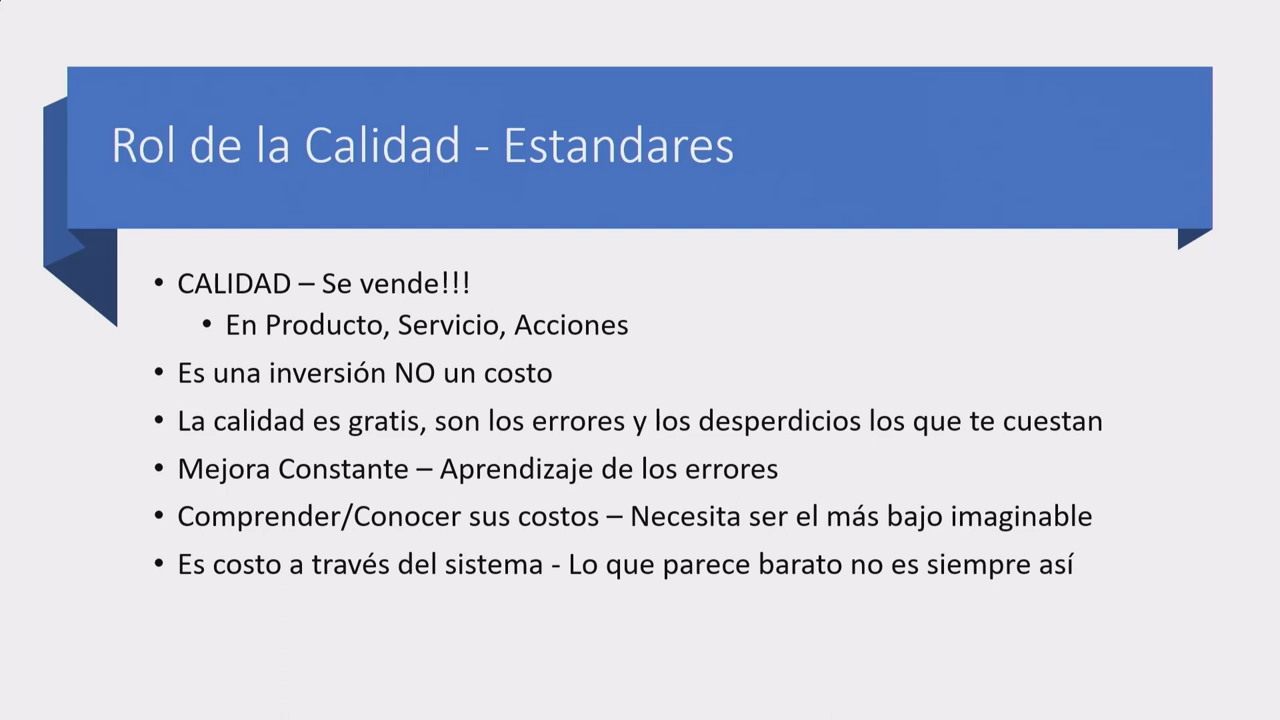 Rol de la Calidad - Estandares
• CALIDAD – Se vende!!!
• En Producto, Servicio, Acciones
• Es una inversión NO un costo
• La calidad es gratis, son los errores y los desperdicios los que te cuestan
• Mejora Constante – Aprendizaje de los errores
• Comprender/Conocer sus costos – Necesita ser el más bajo imaginable
• Es costo a través del sistema - Lo que parece barato no es siempre así